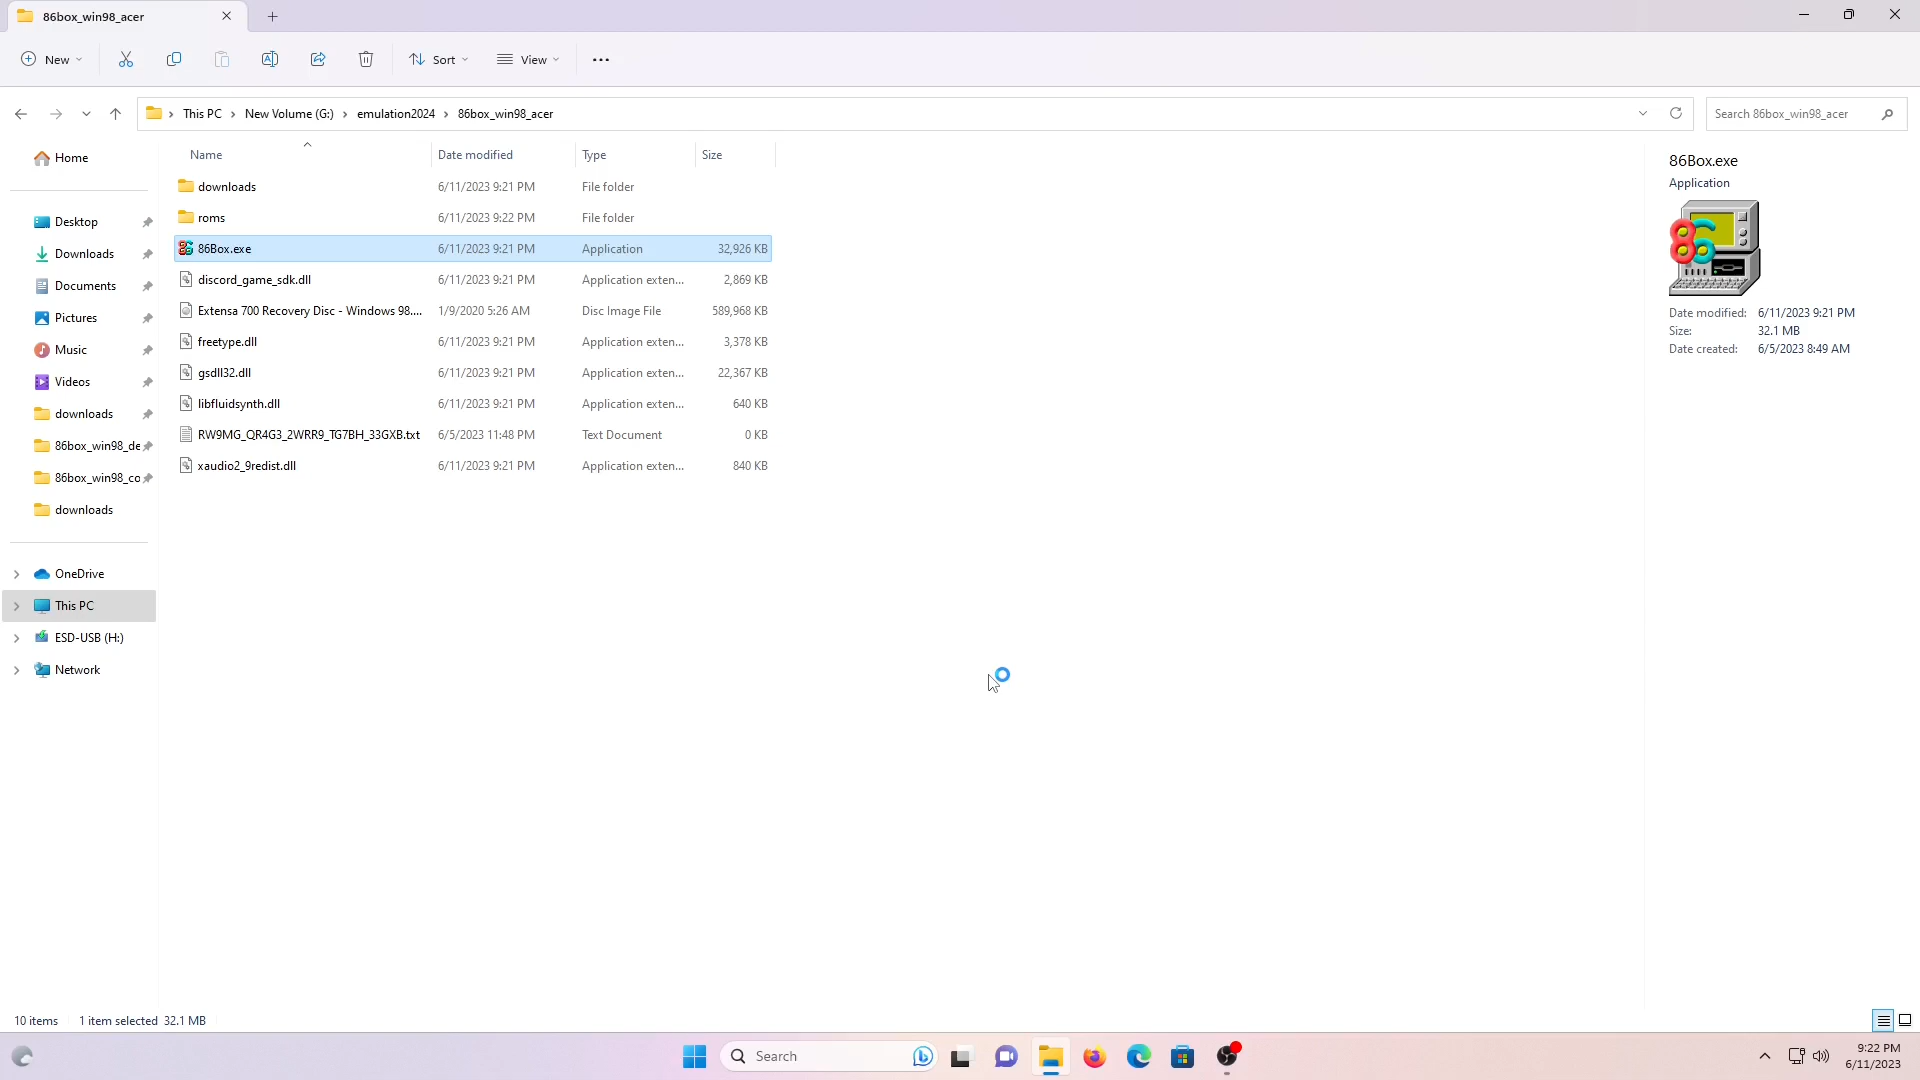 86box_win98_acer
New
Sort
View
This PC
New Volume (G:)
emulation2024
86box_win98_acer
Search 86box_win98_acer
Name
Date modified
Type
Size
Home
Desktop
Downloads
Documents
Pictures
Music
Videos
downloads
86box_win98_de
86box_win98_co
downloads
OneDrive
This PC
ESD-USB (H:)
Network
downloads 6/11/2023 9:21 PM File folder
roms 6/11/2023 9:22 PM File folder
86Box.exe 6/11/2023 9:21 PM Application 32,926 KB
discord_game_sdk.dll 6/11/2023 9:21 PM Application exten... 2,869 KB
Extensa 700 Recovery Disc - Windows 98.... 1/9/2020 5:26 AM Disc Image File 589,968 KB
freetype.dll 6/11/2023 9:21 PM Application exten... 3,378 KB
gsdll32.dll 6/11/2023 9:21 PM Application exten... 22,367 KB
libfluidsynth.dll 6/11/2023 9:21 PM Application exten... 640 KB
RW9MG_QR4G3_2WRR9_TG7BH_33GXB.txt 6/5/2023 11:48 PM Text Document 0 KB
xaudio2_9redist.dll 6/11/2023 9:21 PM Application exten... 840 KB
86Box.exe
Application
86
Date modified: 6/11/2023 9:21 PM
Size: 32.1 MB
Date created: 6/5/2023 8:49 AM
10 items 1 item selected 32.1 MB
Search
9:22 PM
6/11/2023